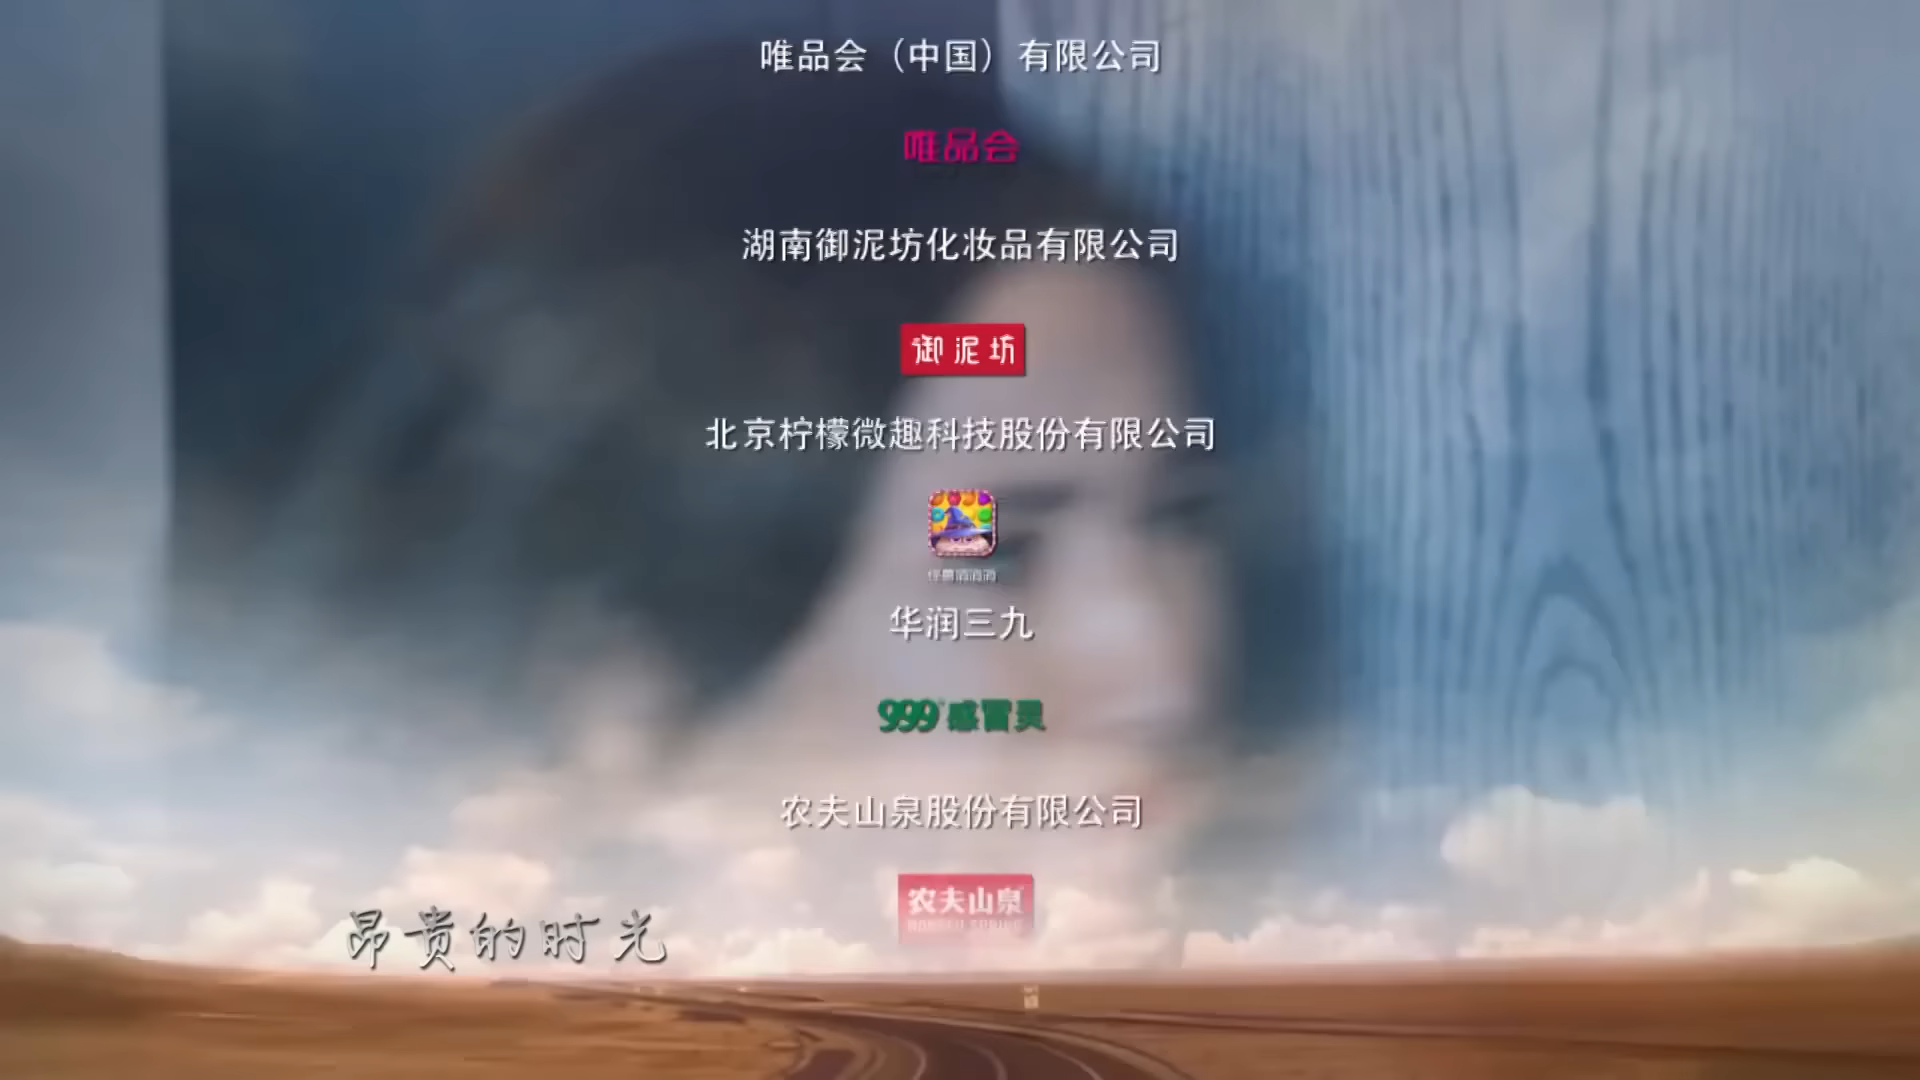 唯品会（中国）有限公司
唯品会
湖南御泥坊化妆品有限公司
御泥坊
北京柠檬微趣科技股份有限公司
华润三九
999®感冒灵
农夫山泉股份有限公司
农夫山泉
昂贵的时光